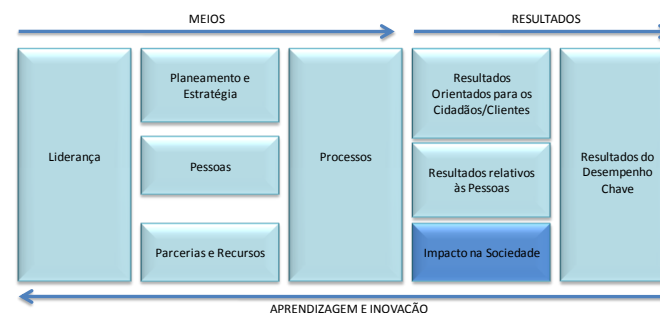 MEIOS
RESULTADOS
Liderança
Planeamento e
Estratégia
Pessoas
Parcerias e Recursos
Processos
Resultados
Orientados para os
Cidadãos/Clientes
Resultados relativos
às Pessoas
Impacto na Sociedade
Resultados do
Desempenho
Chave
APRENDIZAGEM E INOVAÇÃO